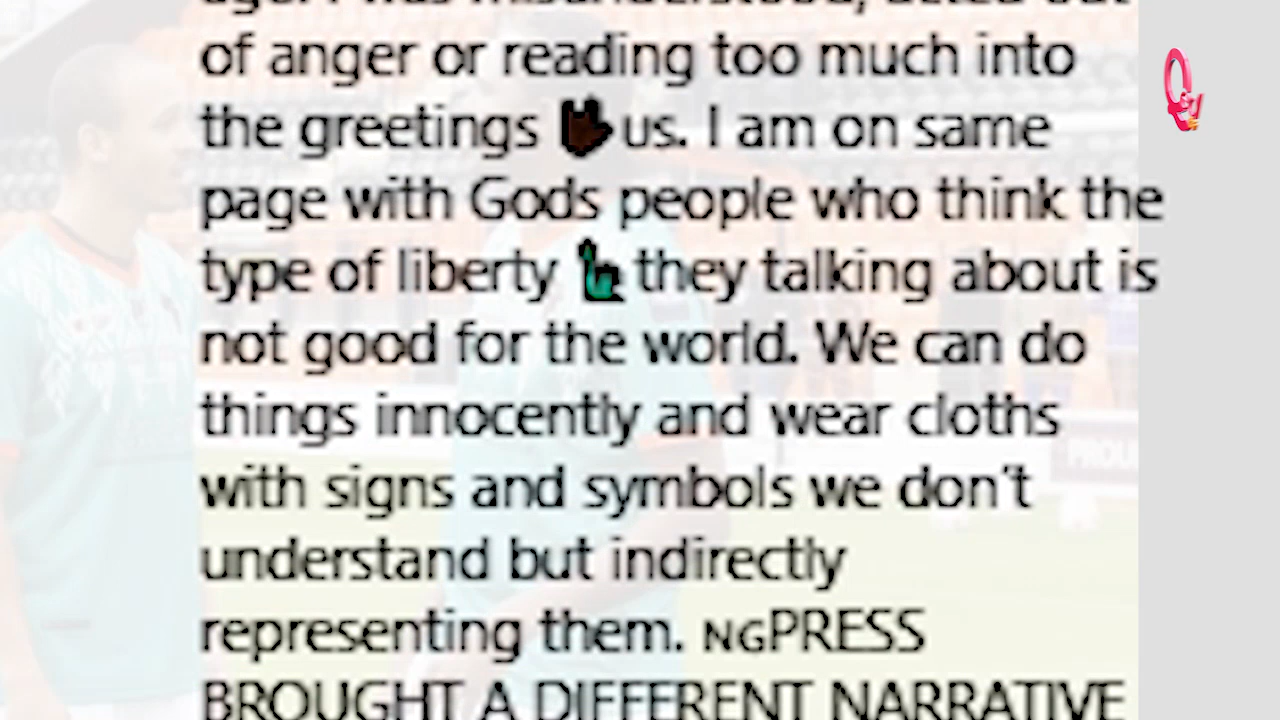 of anger or reading too much into
the greetings 🖖🏿 us. I am on same
page with Gods people who think the
type of liberty 🗽 they talking about is
not good for the world. We can do
things innocently and wear cloths
with signs and symbols we don't
understand but indirectly
representing them. NGPRESS
BROUGHT A DIFFERENT NARRATIVE
PROU